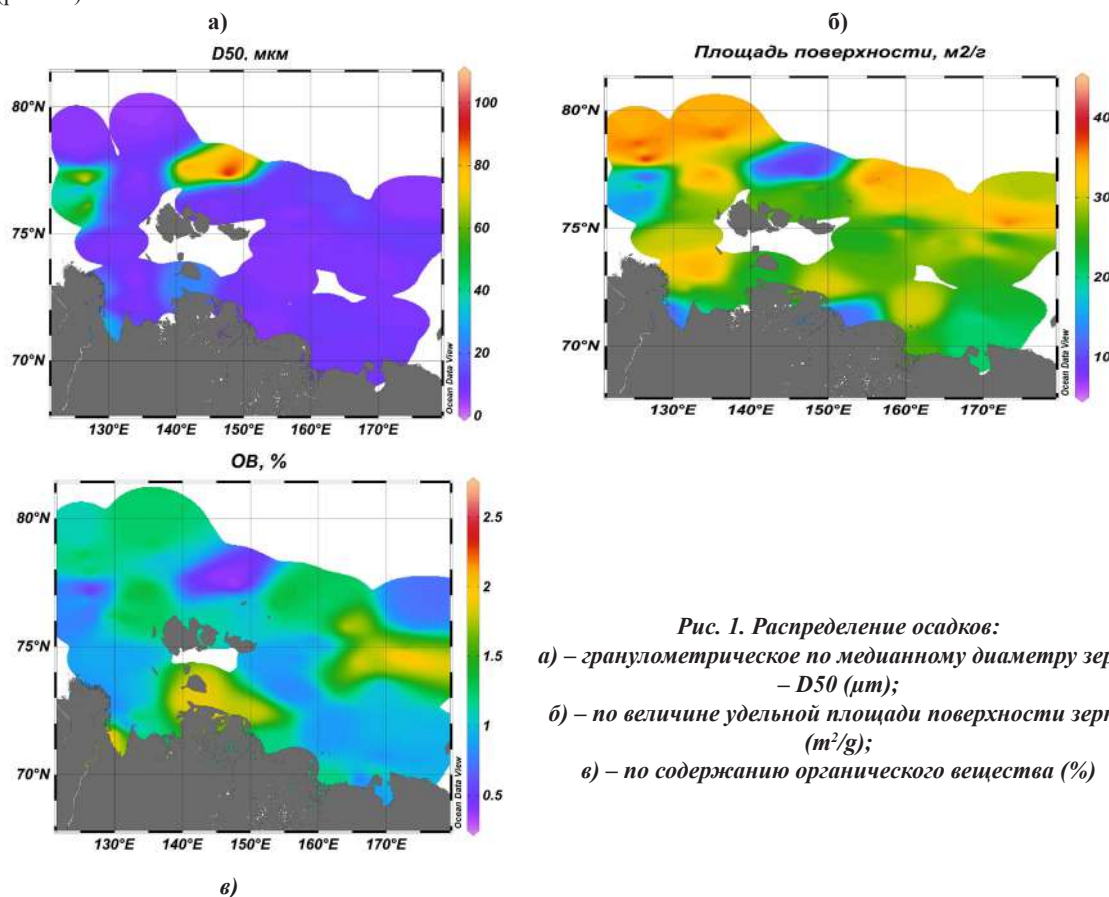 а)
б)
D50, мкм
80°N
75°N
70°N
130°E 140°E 150°E 160°E 170°E
100
80
60
40
20
0
Ocean Data View
Площадь поверхности, м2/г
80°N
75°N
70°N
130°E 140°E 150°E 160°E 170°E
40
30
20
10
Ocean Data View
ОВ, %
80°N
75°N
70°N
130°E 140°E 150°E 160°E 170°E
2.5
2
1.5
1
0.5
Ocean Data View
в)
Рис. 1. Распределение осадков:
а) – гранулометрическое по медианному диаметру зер
– D50 (μm);
б) – по величине удельной площади поверхности зер
(m²/g);
в) – по содержанию органического вещества (%)